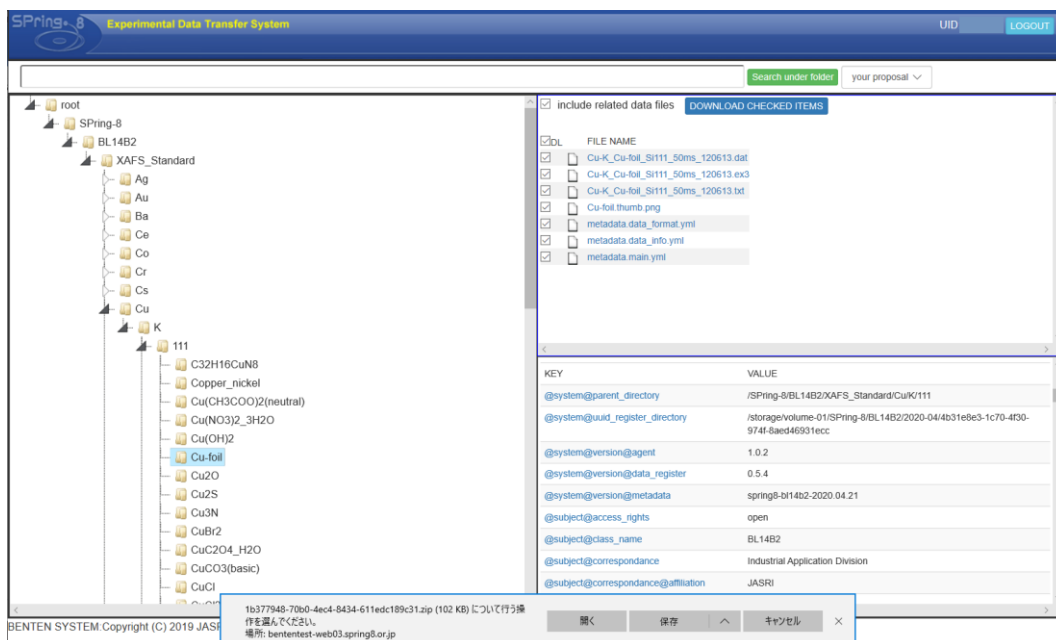 SPring-8
Experimental Data Transfer System
UID
LOGOUT
Search under folder
your proposal
root
SPring-8
BL14B2
XAFS_Standard
Ag
Au
Ba
Ce
Co
Cr
Cs
Cu
K
111
C32H16CuN8
Copper_nickel
Cu(CH3COO)2(neutral)
Cu(NO3)2_3H2O
Cu(OH)2
Cu-foil
Cu2O
Cu2S
Cu3N
CuBr2
CuC2O4_H2O
CuCO3(basic)
CuCl
include related data files
DOWNLOAD CHECKED ITEMS
DL FILE NAME
Cu-K_Cu-foil_Si111_50ms_120613.dat
Cu-K_Cu-foil_Si111_50ms_120613.ex3
Cu-K_Cu-foil_Si111_50ms_120613.txt
Cu-foil.thumb.png
metadata.data_format.yml
metadata.data_info.yml
metadata.main.yml
KEY VALUE
@system@parent_directory /SPring-8/BL14B2/XAFS_Standard/Cu/K/111
@system@uuid_register_directory /storage/volume-01/SPring-8/BL14B2/2020-04/4b31e8e3-1c70-4f30-
974f-8aed46931ecc
@system@version@agent 1.0.2
@system@version@data_register 0.5.4
@system@version@metadata spring8-bl14b2-2020.04.21
@subject@access_rights open
@subject@class_name BL14B2
@subject@correspondance Industrial Application Division
@subject@correspondance@affiliation JASRI
BENTEN SYSTEM:Copyright (C) 2019 JASR
1b377948-70b0-4ec4-8434-611edc189c31.zip (102 KB) について行う操
作を選んでください。
場所: bententest-web03.spring8.or.jp
開く
保存
キャンセル